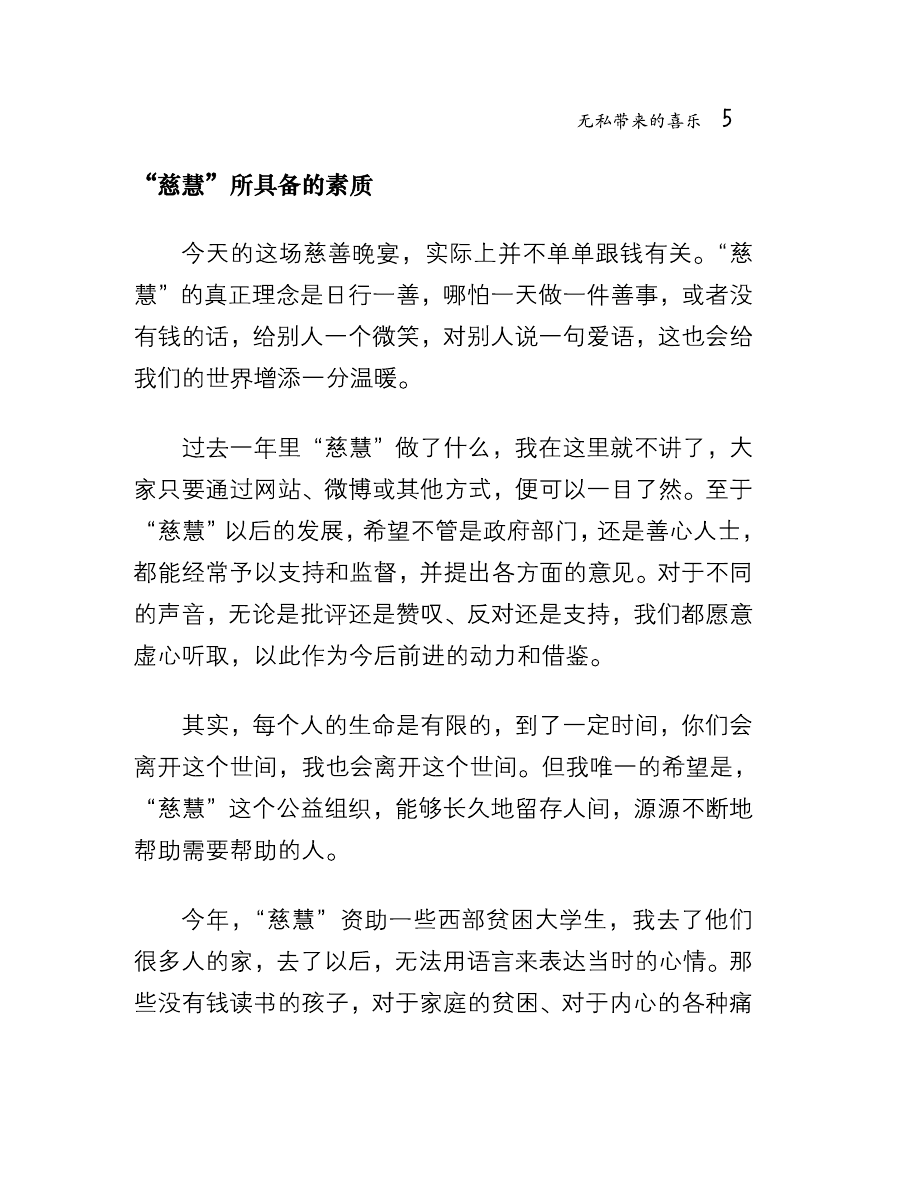 无私带来的喜乐 5
“慈慧”所具备的素质
今天的这场慈善晚宴，实际上并不单单跟钱有关。“慈
慧”的真正理念是日行一善，哪怕一天做一件善事，或者没
有钱的话，给别人一个微笑，对别人说一句爱语，这也会给
我们的世界增添一分温暖。
过去一年里“慈慧”做了什么，我在这里就不讲了，大
家只要通过网站、微博或其他方式，便可以一目了然。至于
“慈慧”以后的发展，希望不管是政府部门，还是善心人士，
都能经常予以支持和监督，并提出各方面的意见。对于不同
的声音，无论是批评还是赞叹、反对还是支持，我们都愿意
虚心听取，以此作为今后前进的动力和借鉴。
其实，每个人的生命是有限的，到了一定时间，你们会
离开这个世间，我也会离开这个世间。但我唯一的希望是，
“慈慧”这个公益组织，能够长久地留存人间，源源不断地
帮助需要帮助的人。
今年，“慈慧”资助一些西部贫困大学生，我去了他们
很多人的家，去了以后，无法用语言来表达当时的心情。那
些没有钱读书的孩子，对于家庭的贫困、对于内心的各种痛